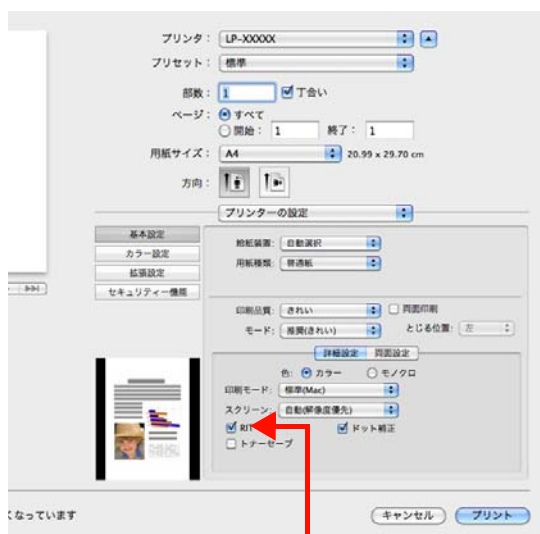 プリンタ： LP-XXXXX
プリセット： 標準
部数： 1 丁合い
ページ： すべて
開始： 1 終了： 1
用紙サイズ： A4 20.99 x 29.70 cm
方向：
プリンターの設定
基本設定
カラー設定
拡張設定
セキュリティー機能
給紙装置: 自動選択
用紙種類: 普通紙
印刷品質: きれい 両面印刷
モード: 推奨(きれい) とじる位置: 左
詳細設定 両面設定
色: カラー モノクロ
印刷モード: 標準(Mac)
スクリーン: 自動(解像度優先)
RIT ドット補正
トナーセーブ
くなっています
キャンセル プリント